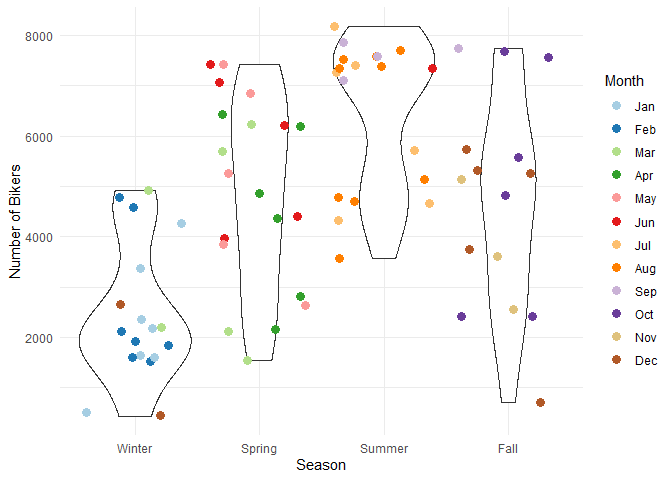 8000
6000
4000
2000
Number of Bikers
Winter
Spring
Summer
Fall
Season
Month
Jan
Feb
Mar
Apr
May
Jun
Jul
Aug
Sep
Oct
Nov
Dec